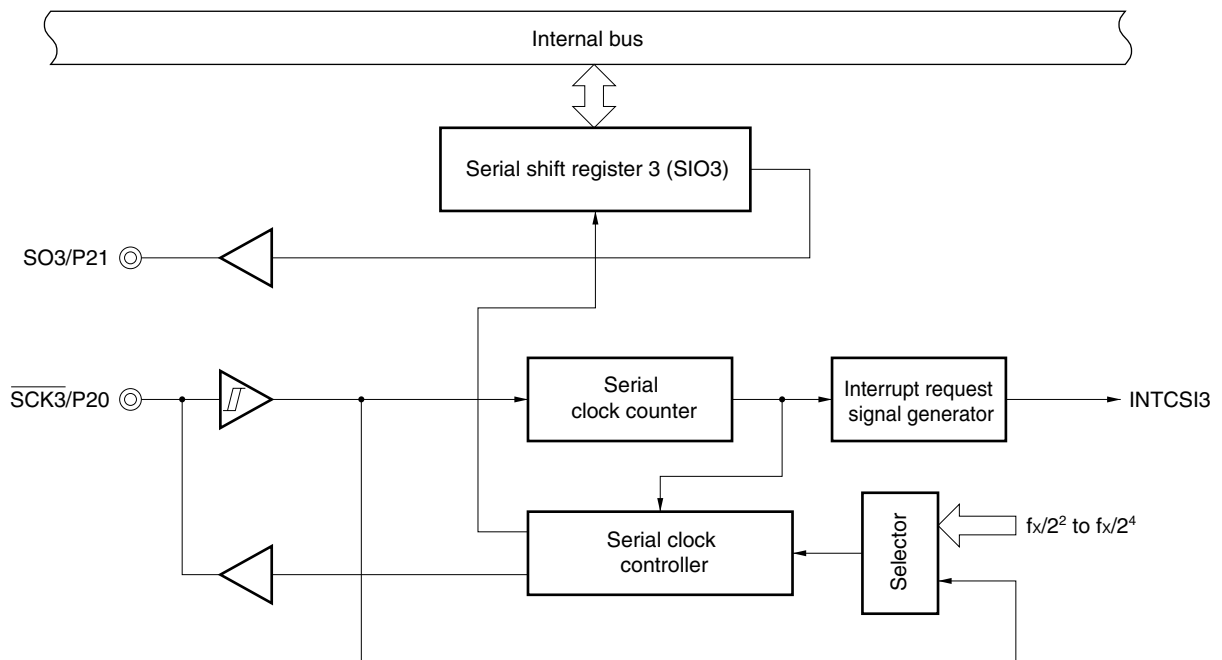 Internal bus
Serial shift register 3 (SIO3)
SO3/P21
S̅C̅K̅3̅/P20
Serial
clock counter
Interrupt request
signal generator
INTCSI3
Serial clock
controller
Selector
fx/2² to fx/2⁴